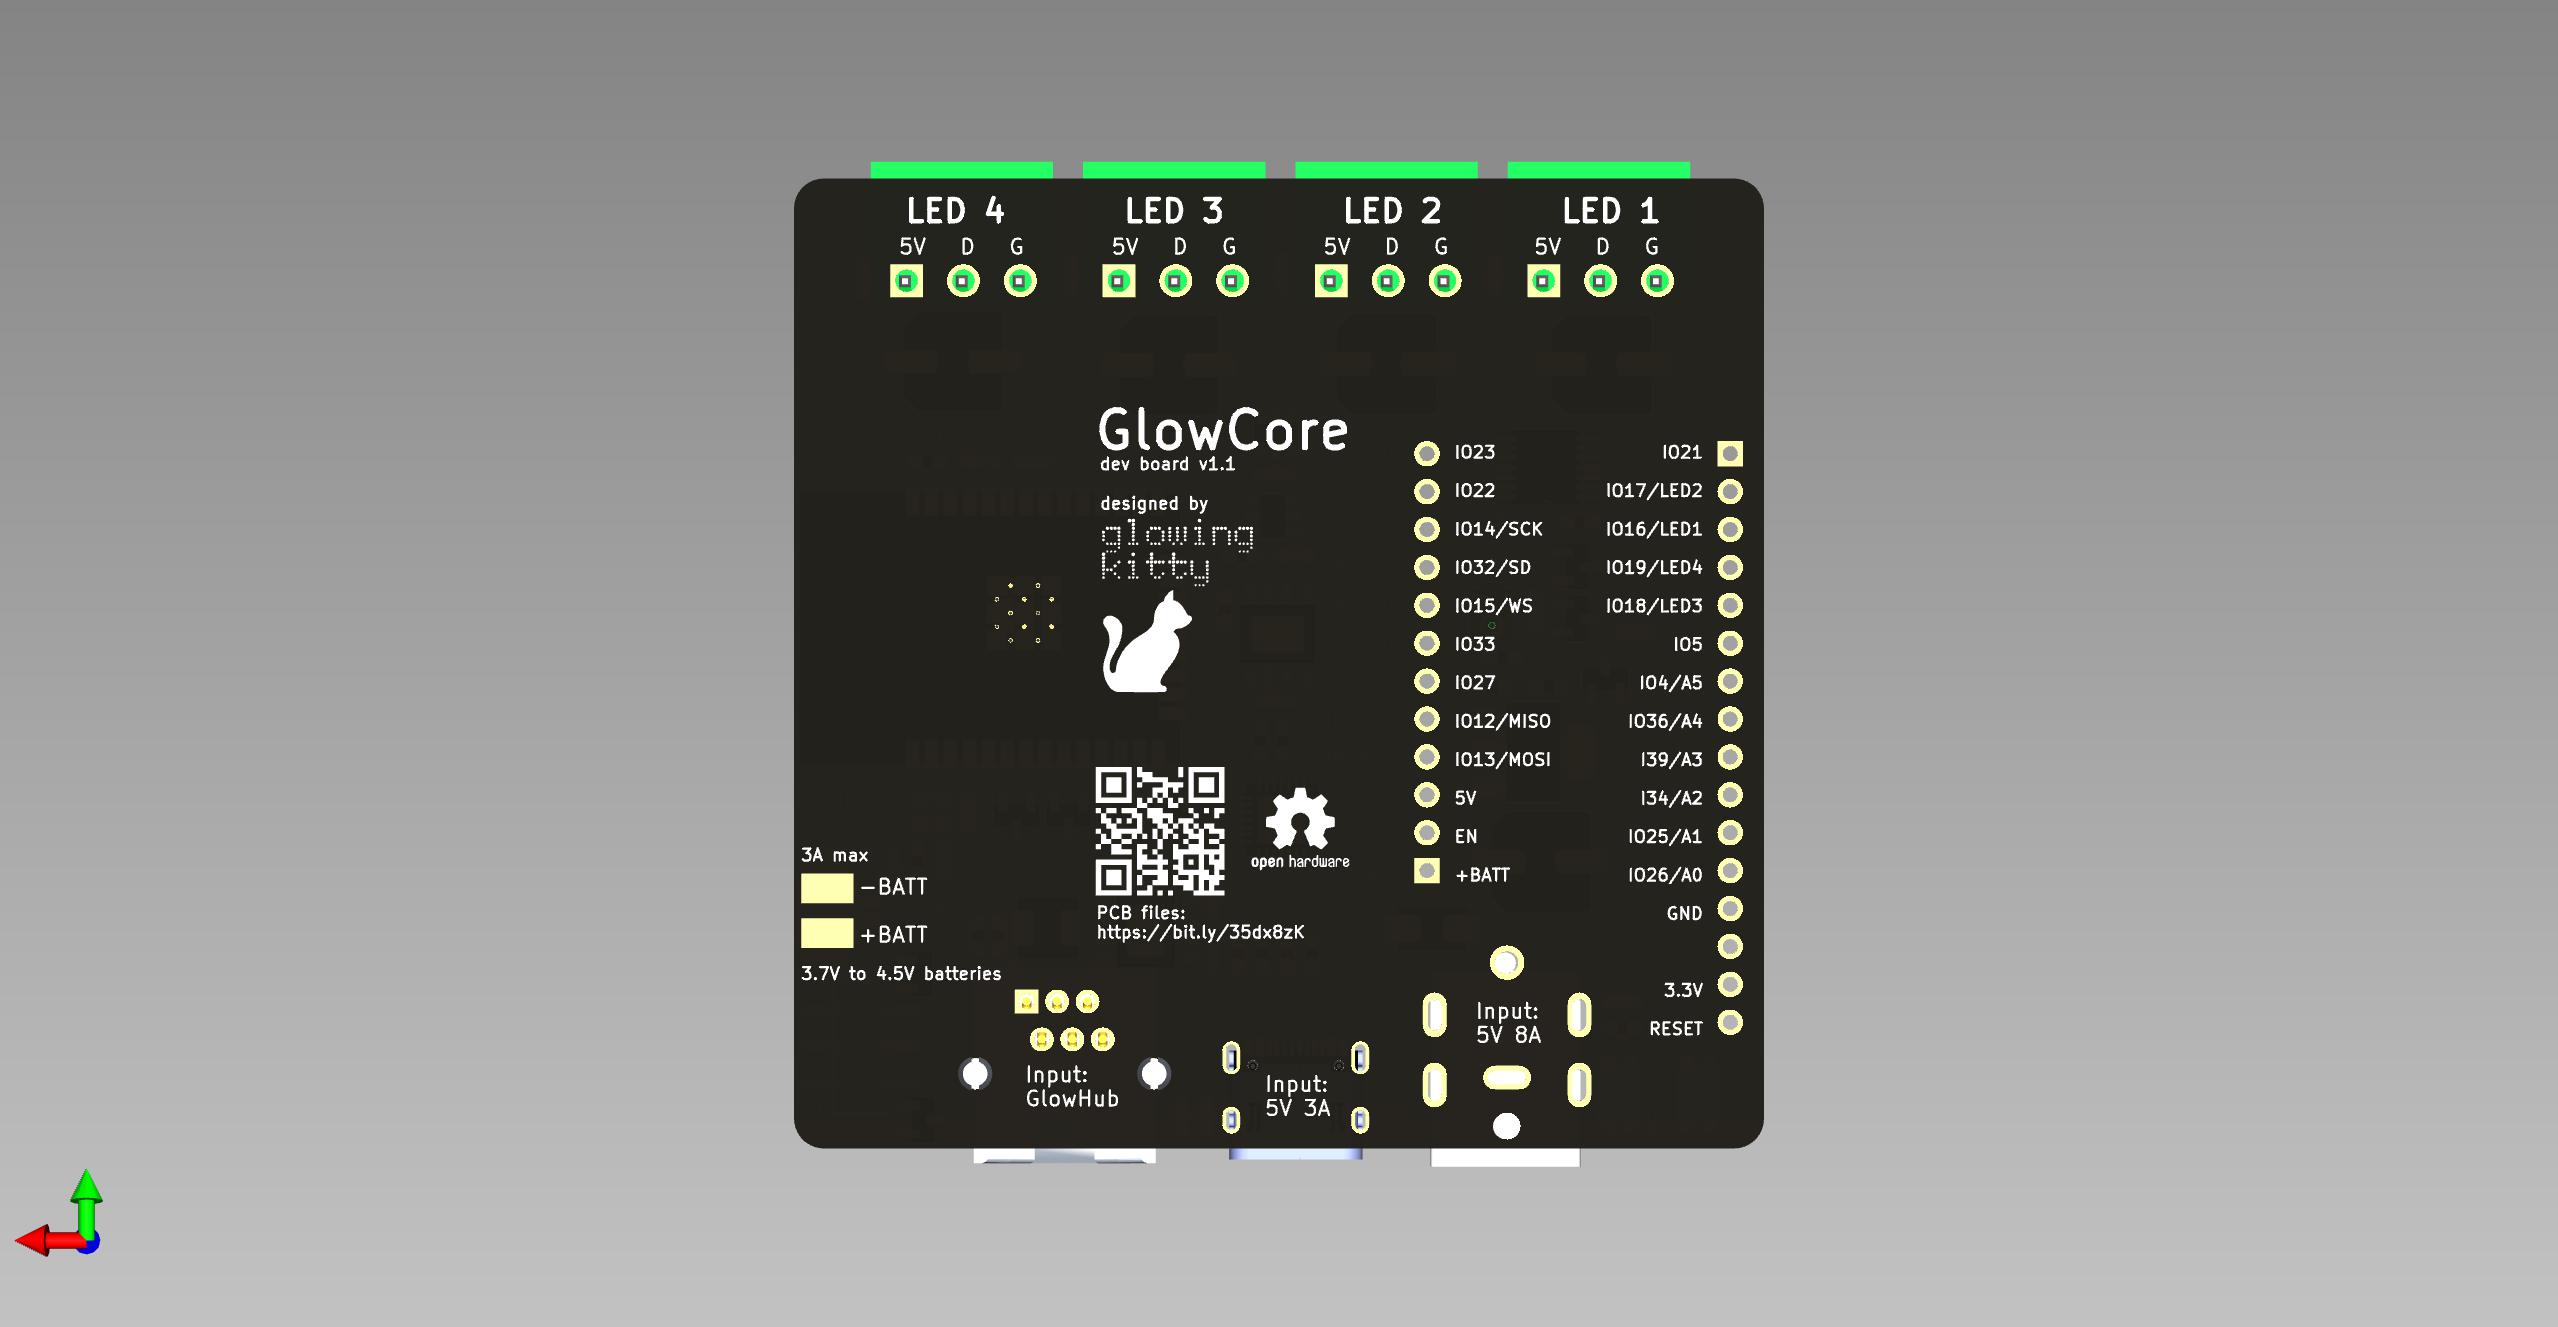 LED 4 LED 3 LED 2 LED 1
5V D G 5V D G 5V D G 5V D G
GlowCore
dev board v1.1
designed by
glowing
kitty
IO23 IO21
IO22 IO17/LED2
IO14/SCK IO16/LED1
IO32/SD IO19/LED4
IO15/WS IO18/LED3
IO33 IO5
IO27 IO4/A5
IO12/MISO IO36/A4
IO13/MOSI I39/A3
5V I34/A2
EN IO25/A1
+BATT IO26/A0
GND
3.3V
RESET
open hardware
PCB files:
https://bit.ly/35dx8zK
3A max
-BATT
+BATT
3.7V to 4.5V batteries
Input:
GlowHub
Input:
5V 3A
Input:
5V 8A